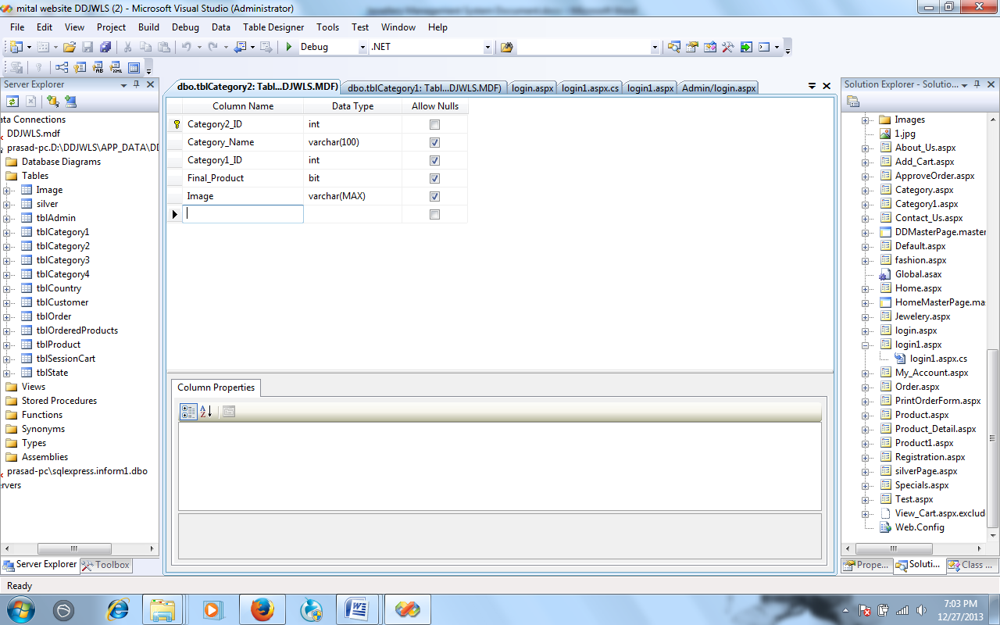 mital website DDJWLS (2) - Microsoft Visual Studio (Administrator)
File Edit View Project Build Debug Data Table Designer Tools Test Window Help
Debug .NET
Server Explorer
dbo.tblCategory2: Tabl...DJWLS.MDF) dbo.tblCategory1: Tabl...DJWLS.MDF) login.aspx login1.aspx.cs login1.aspx Admin/login.aspx
Solution Explorer - Solutio...
ata Connections
DDJWLS.mdf
prasad-pc.D:\DDJWLS\APP_DATA\DD
Database Diagrams
Tables
Image
silver
tblAdmin
tblCategory1
tblCategory2
tblCategory3
tblCategory4
tblCountry
tblCustomer
tblOrder
tblOrderedProducts
tblProduct
tblSessionCart
tblState
Views
Stored Procedures
Functions
Synonyms
Types
Assemblies
prasad-pc\sqlexpress.inform1.dbo
ervers
Server Explorer Toolbox
Column Name Data Type Allow Nulls
Category2_ID int
Category_Name varchar(100)
Category1_ID int
Final_Product bit
Image varchar(MAX)
Column Properties
Images
1.jpg
About_Us.aspx
Add_Cart.aspx
ApproveOrder.aspx
Category.aspx
Category1.aspx
Contact_Us.aspx
DDMasterPage.master
Default.aspx
fashion.aspx
Global.asax
Home.aspx
HomeMasterPage.ma
Jewelery.aspx
login.aspx
login1.aspx
login1.aspx.cs
My_Account.aspx
Order.aspx
PrintOrderForm.aspx
Product.aspx
Product_Detail.aspx
Product1.aspx
Registration.aspx
silverPage.aspx
Specials.aspx
Test.aspx
View_Cart.aspx.exclud
Web.Config
Prope... Soluti... Class ...
Ready
7:03 PM
12/27/2013